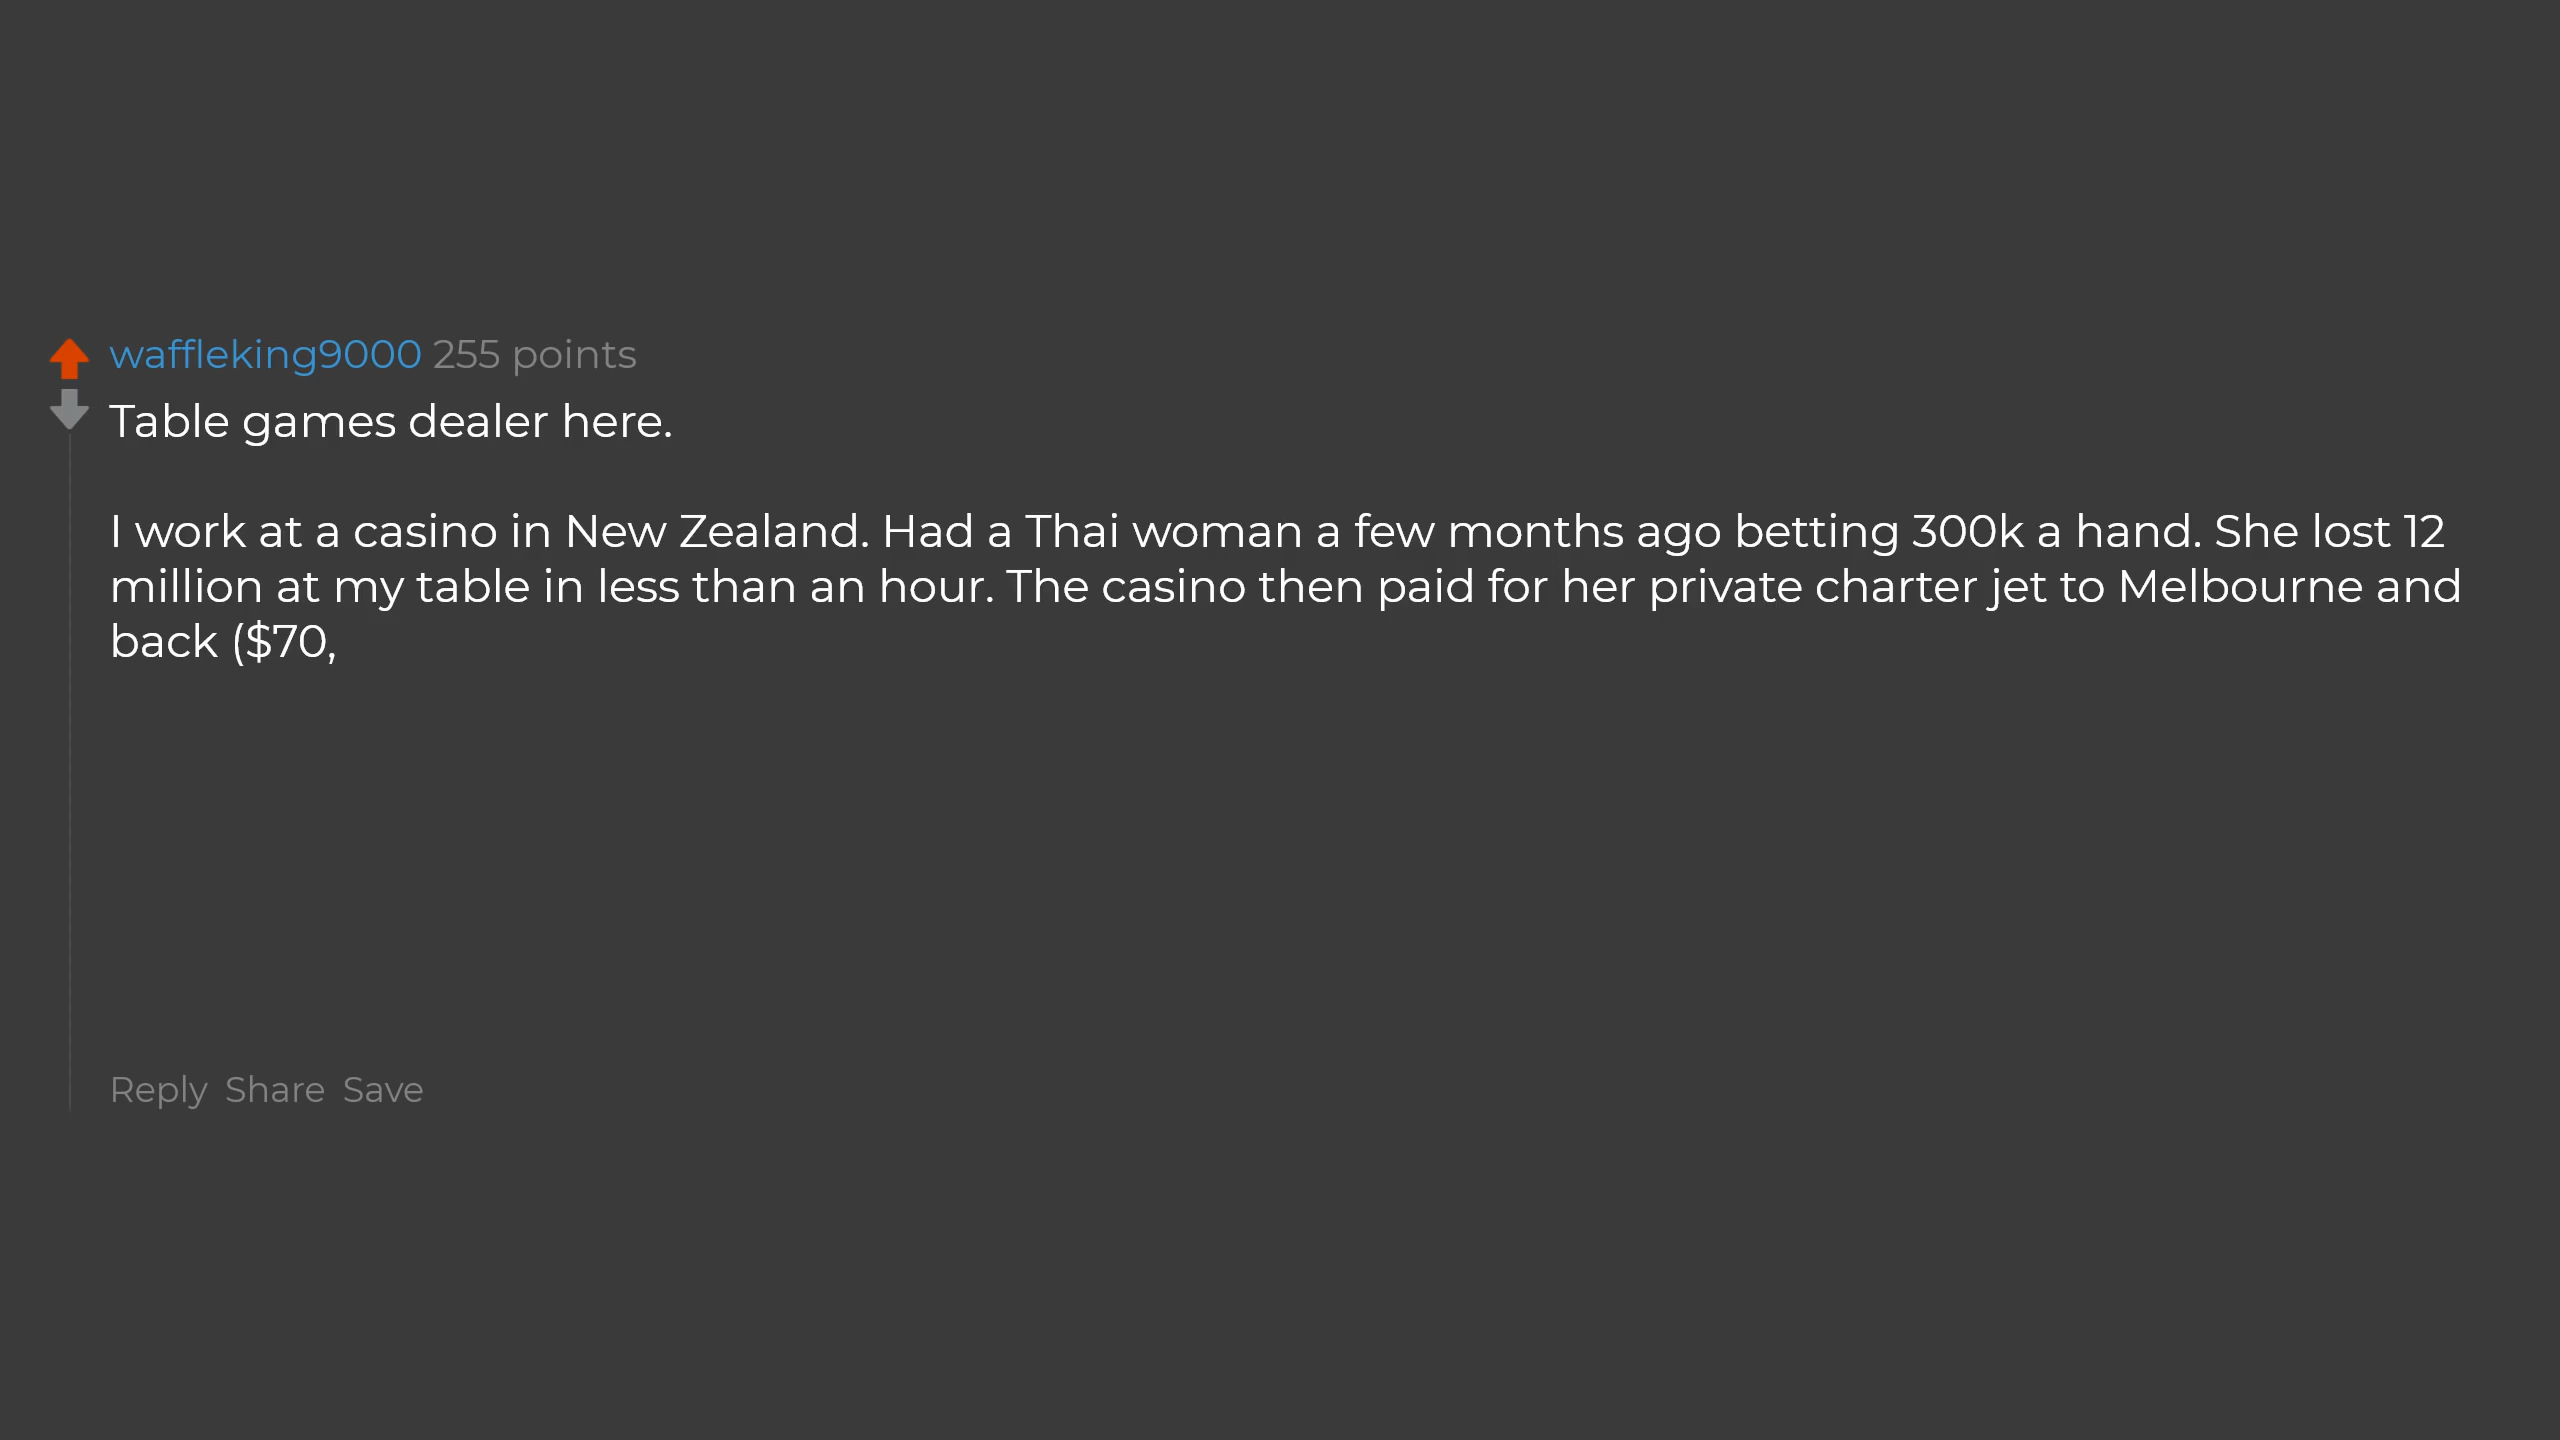 waffleking9000 255 points
Table games dealer here.
I work at a casino in New Zealand. Had a Thai woman a few months ago betting 300k a hand. She lost 12
million at my table in less than an hour. The casino then paid for her private charter jet to Melbourne and
back ($70,
Reply Share Save